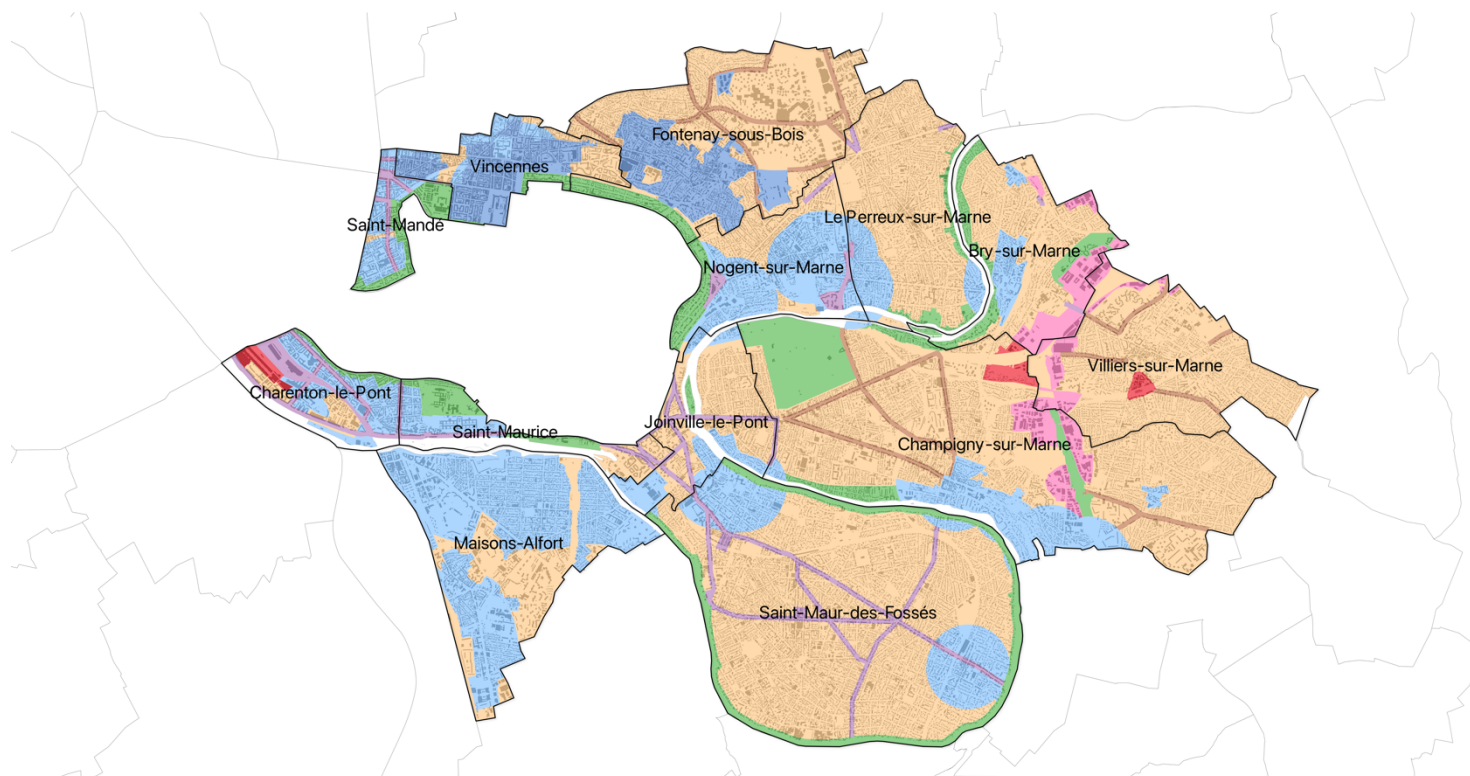 Fontenay-sous-Bois
Vincennes
Le Perreux-sur-Marne
Saint-Mandé
Bry-sur-Marne
Nogent-sur-Marne
Villiers-sur-Marne
Charenton-le-Pont
Joinville-le-Pont
Saint-Maurice
Champigny-sur-Marne
Maisons-Alfort
Saint-Maur-des-Fossés